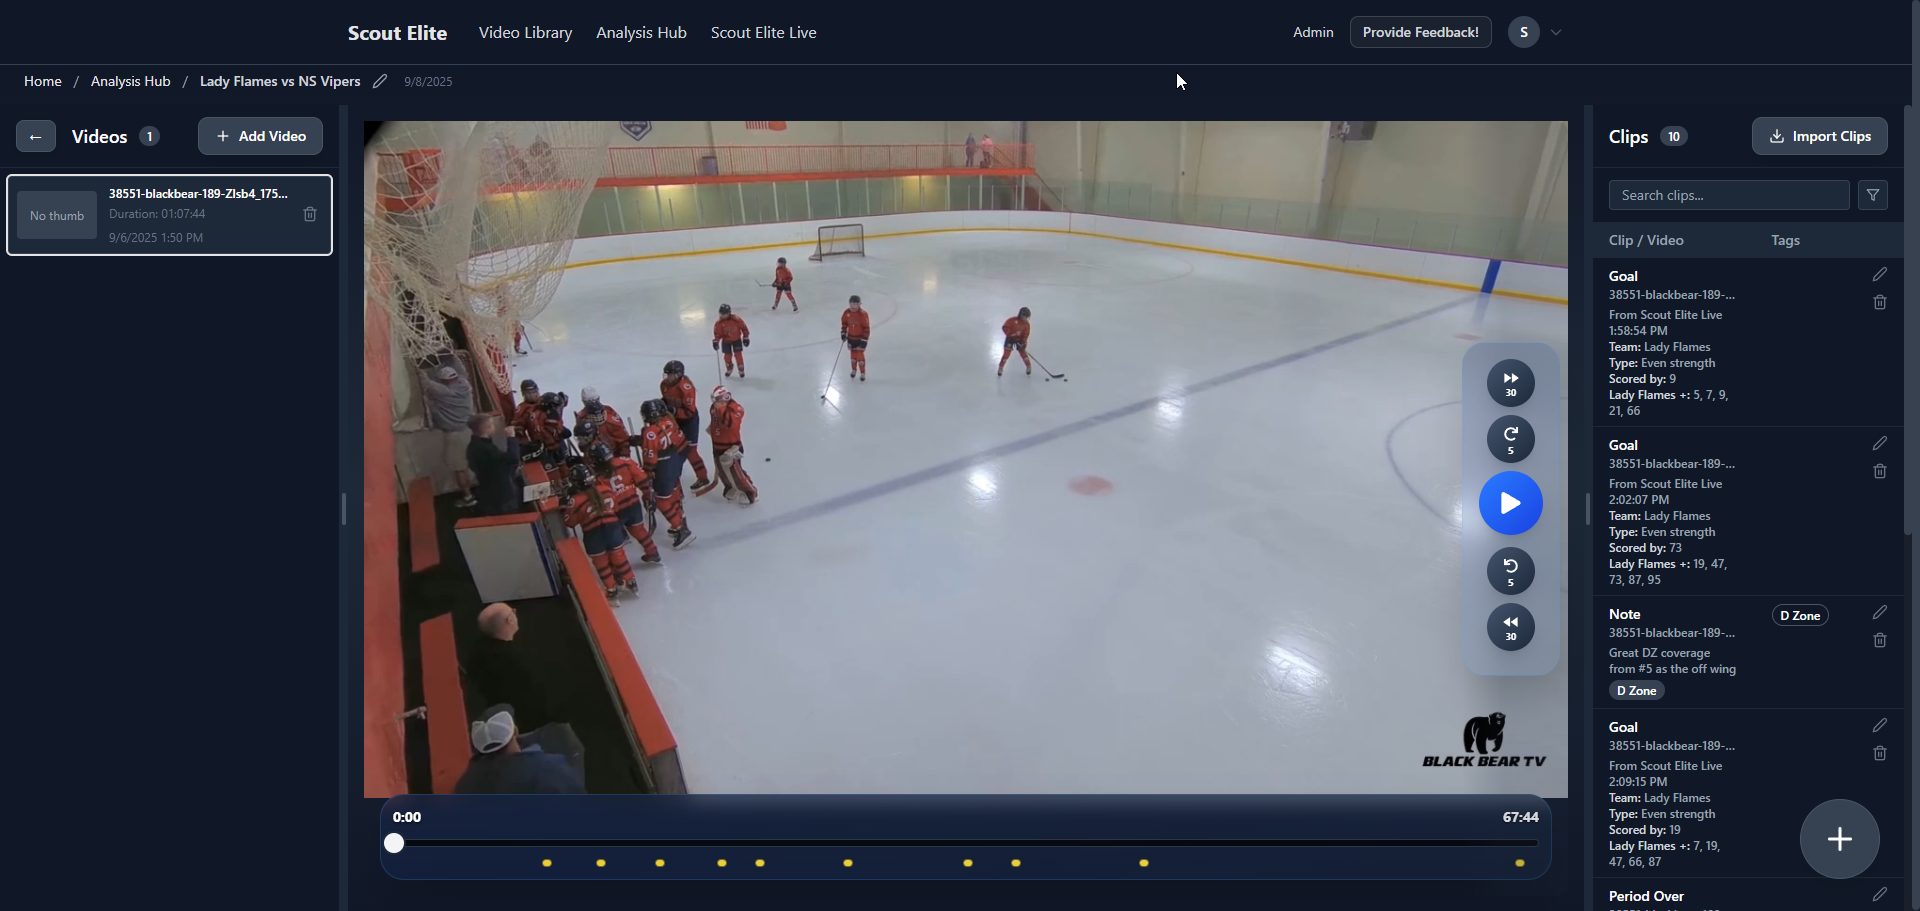 Scout Elite
Video Library
Analysis Hub
Scout Elite Live
Admin
Provide Feedback!
S
Home / Analysis Hub / Lady Flames vs NS Vipers
9/8/2025
← Videos 1
+ Add Video
No thumb
38551-blackbear-189-Zlsb4_175...
Duration: 01:07:44
9/6/2025 1:50 PM
30
5
5
30
BLACK BEAR TV
0:00
67:44
Clips 10
Import Clips
Search clips...
Clip / Video
Tags
Goal
38551-blackbear-189-...
From Scout Elite Live
1:58:54 PM
Team: Lady Flames
Type: Even strength
Scored by: 9
Lady Flames +: 5, 7, 9,
21, 66
Goal
38551-blackbear-189-...
From Scout Elite Live
2:02:07 PM
Team: Lady Flames
Type: Even strength
Scored by: 73
Lady Flames +: 19, 47,
73, 87, 95
Note
D Zone
38551-blackbear-189-...
Great DZ coverage
from #5 as the off wing
D Zone
Goal
38551-blackbear-189-...
From Scout Elite Live
2:09:15 PM
Team: Lady Flames
Type: Even strength
Scored by: 19
Lady Flames +: 7, 19,
47, 66, 87
+
Period Over